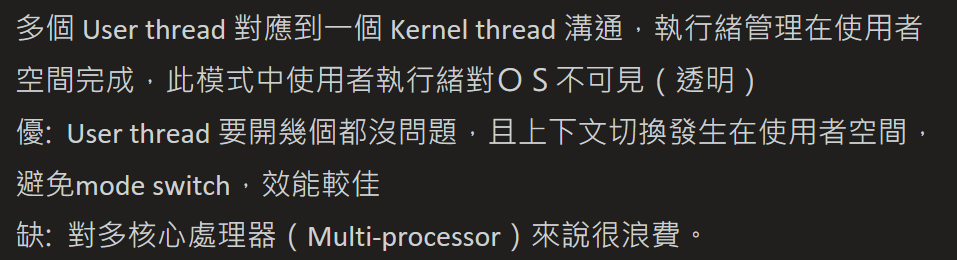 多個 User thread 對應到一個 Kernel thread 溝通，執行緒管理在使用者
空間完成，此模式中使用者執行緒對ＯＳ不可見（透明）
優: User thread 要開幾個都沒問題，且上下文切換發生在使用者空間，
避免mode switch，效能較佳
缺: 對多核心處理器（Multi-processor）來說很浪費。